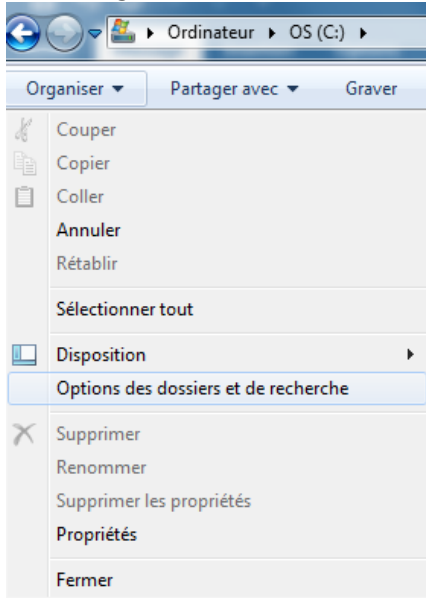 Ordinateur OS (C:)
Organiser Partager avec Graver
Couper
Copier
Coller
Annuler
Rétablir
Sélectionner tout
Disposition
Options des dossiers et de recherche
Supprimer
Renommer
Supprimer les propriétés
Propriétés
Fermer